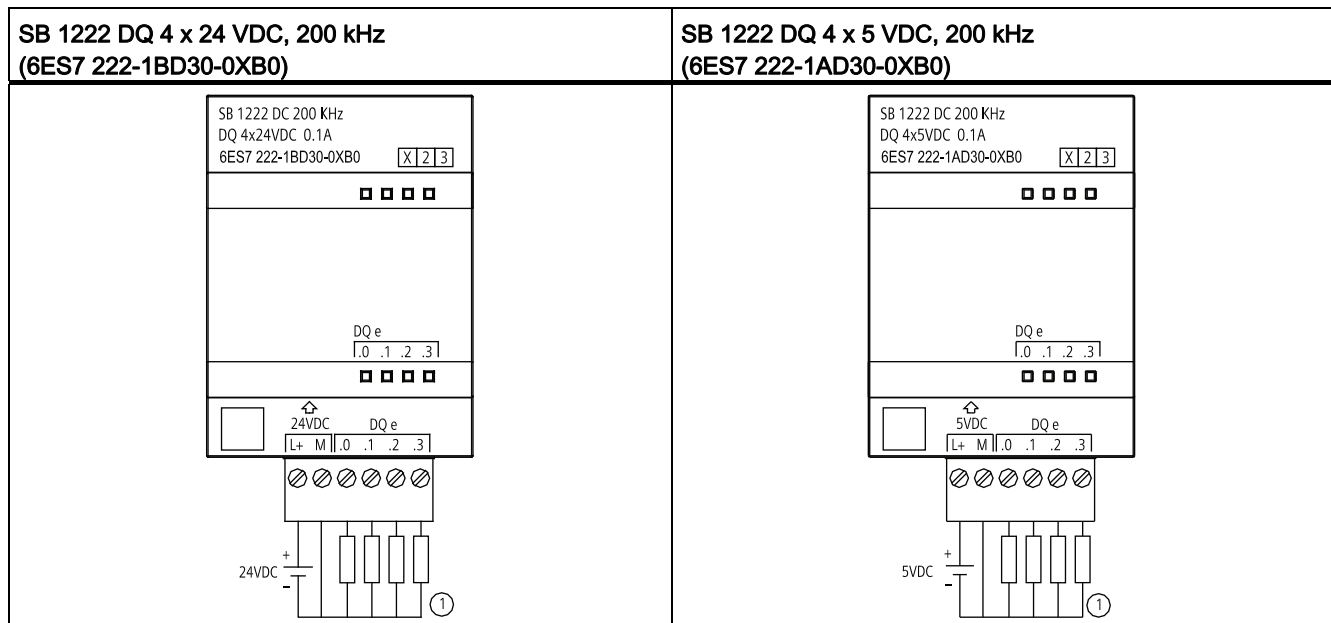 SB 1222 DQ 4 x 24 VDC, 200 kHz
(6ES7 222-1BD30-0XB0)
SB 1222 DC 200 KHz
DQ 4x24VDC 0.1A
6ES7 222-1BD30-0XB0 X 2 3
DQ e
.0 .1 .2 .3
24VDC DQ e
L+ M .0 .1 .2 .3
+
24VDC
–
1
SB 1222 DQ 4 x 5 VDC, 200 kHz
(6ES7 222-1AD30-0XB0)
SB 1222 DC 200 KHz
DQ 4x5VDC 0.1A
6ES7 222-1AD30-0XB0 X 2 3
DQ e
.0 .1 .2 .3
5VDC DQ e
L+ M .0 .1 .2 .3
+
5VDC
–
1